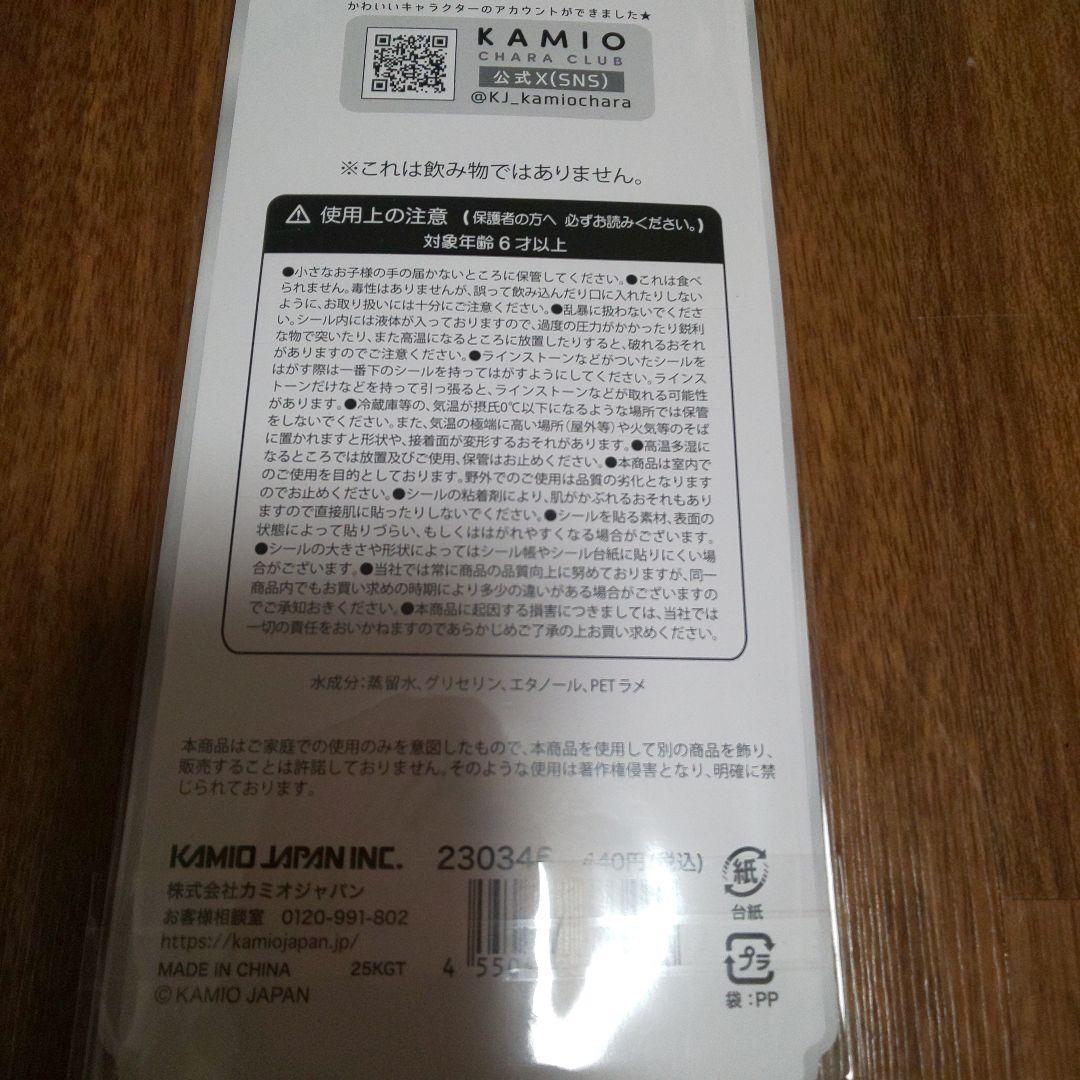 かわいいキャラクターのアカウントができました★
KAMIO
CHARA CLUB
公式X(SNS)
@KJ_kamiochara
※これは飲み物ではありません。
⚠ 使用上の注意 (保護者の方へ 必ずお読みください。)
対象年齢6才以上
●小さなお子様の手の届かないところに保管してください。●これは食べ
られません。毒性はありませんが、誤って飲み込んだり口に入れたりしない
ように、お取り扱いには十分にご注意ください。●乱暴に扱わないでくださ
い。シール内には液体が入っておりますので、過度の圧力がかかったり鋭利
な物で突いたり、また高温になるところに放置したりすると、破れるおそれ
がありますのでご注意ください。●ラインストーンなどがついたシールを
はがす際は一番下のシールを持ってはがすようにしてください。ラインス
トーンだけなどを持って引っ張ると、ラインストーンなどが取れる可能性
があります。●冷蔵庫等の、気温が摂氏0℃以下になるような場所では保管
をしないでください。また、気温の極端に高い場所(屋外等)や火気等のそば
に置かれますと形状や、接着面が変形するおそれがあります。●高温多湿に
なるところでは放置及びご使用、保管はお止めください。●本商品は室内で
のご使用を目的としております。野外でのご使用は品質の劣化となります
のでお止めください。●シールの粘着剤により、肌がかぶれるおそれもあり
ますので直接肌に貼ったりしないでください。●シールを貼る素材、表面の
状態によって貼りづらい、もしくははがれやすくなる場合がございます。
●シールの大きさや形状によってはシール帳やシール台紙に貼りにくい場
合がございます。●当社では常に商品の品質向上に努めておりますが、同一
商品内でもお買い求めの時期により多少の違いがある場合がございますの
でご承知おきください。●本商品に起因する損害につきましては、当社では
一切の責任をおいかねますのであらかじめご了承の上お買い求めください。
水成分:蒸留水、グリセリン、エタノール、PETラメ
本商品はご家庭での使用のみを意図したもので、本商品を使用して別の商品を飾り、
販売することは許諾しておりません。そのような使用は著作権侵害となり、明確に禁
じられております。
KAMIO JAPAN INC. 230346 円(税込)
株式会社カミオジャパン
お客様相談室 0120-991-802
https://kamiojapan.jp/
MADE IN CHINA 25KGT
©KAMIO JAPAN
4 550
紙
台紙
プラ
袋:PP